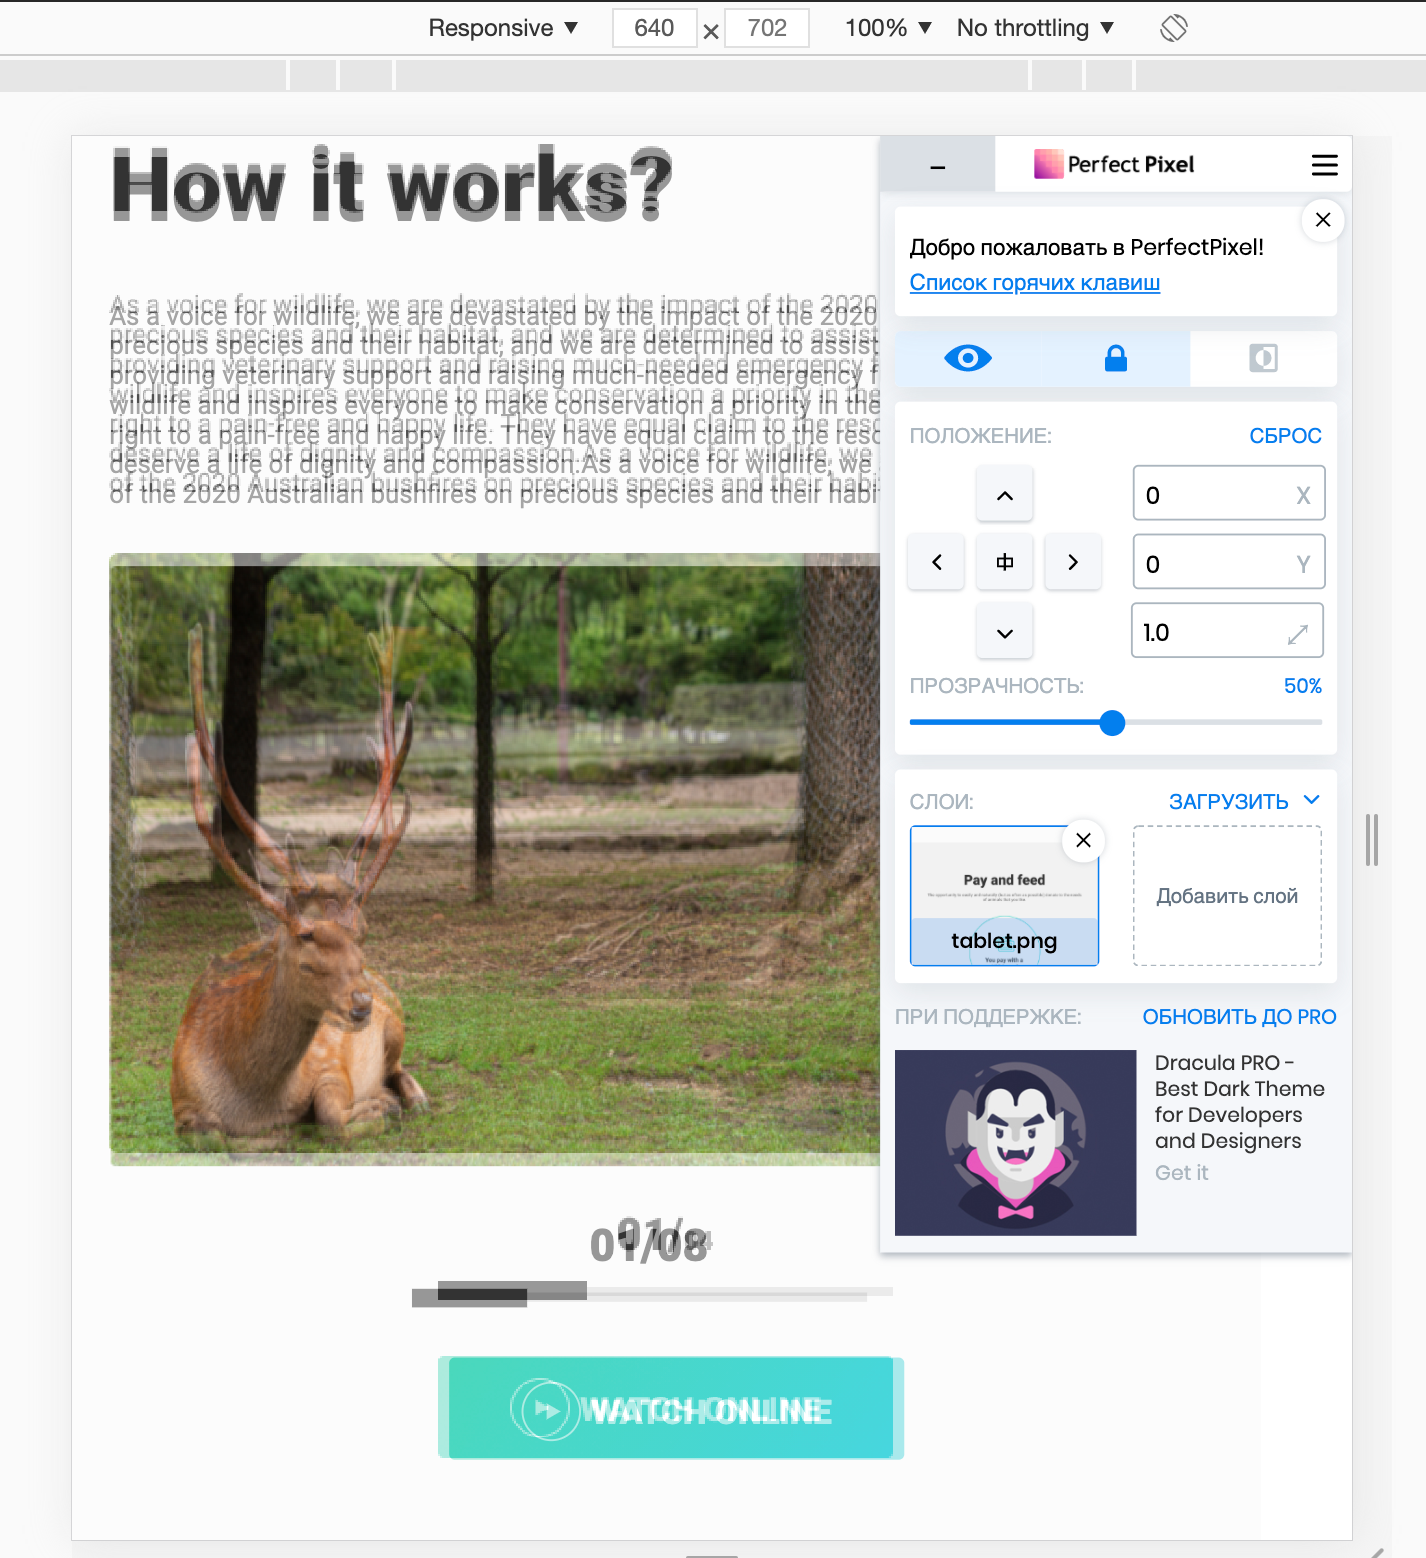 Responsive ▼ 640 × 702 100% ▼ No throttling ▼
How it works?
As a voice for wildlife, we are devastated by the impact of the 2020
precious species and their habitat, and we are determined to assist
providing veterinary support and raising much-needed emergency f
wildlife and inspires everyone to make conservation a priority in the
right to a pain-free and happy life. They have equal claim to the reso
deserve a life of dignity and compassion.As a voice for wildlife, we
of the 2020 Australian bushfires on precious species and their habi
01/08
WATCH ONLINE
Perfect Pixel
Добро пожаловать в PerfectPixel!
Список горячих клавиш
ПОЛОЖЕНИЕ: СБРОС
0 X
0 Y
1.0
ПРОЗРАЧНОСТЬ: 50%
СЛОИ: ЗАГРУЗИТЬ
Pay and feed
tablet.png
You pay with a
Добавить слой
ПРИ ПОДДЕРЖКЕ: ОБНОВИТЬ ДО PRO
Dracula PRO -
Best Dark Theme
for Developers
and Designers
Get it